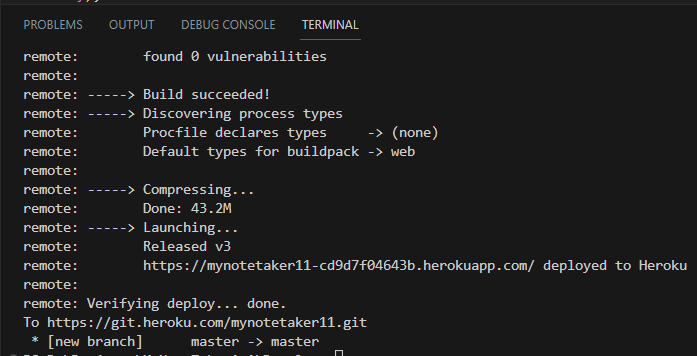 PROBLEMS OUTPUT DEBUG CONSOLE TERMINAL
remote: found 0 vulnerabilities
remote:
remote: -----> Build succeeded!
remote: -----> Discovering process types
remote: Procfile declares types -> (none)
remote: Default types for buildpack -> web
remote:
remote: -----> Compressing...
remote: Done: 43.2M
remote: -----> Launching...
remote: Released v3
remote: https://mynotetaker11-cd9d7f04643b.herokuapp.com/ deployed to Heroku
remote:
remote: Verifying deploy... done.
To https://git.heroku.com/mynotetaker11.git
* [new branch] master -> master